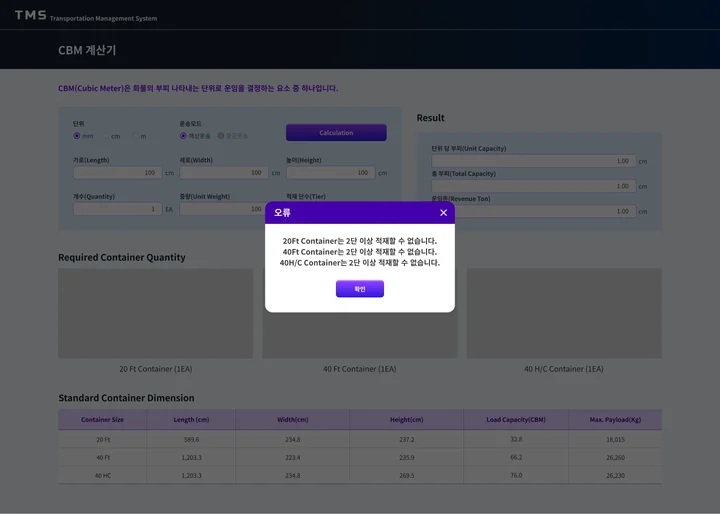 TMS Transportation Management System
CBM 계산기
CBM(Cubic Meter)은 화물의 부피 나타내는 단위로 운임을 결정하는 요소 중 하나입니다.
단위
운송모드
mm
cm
m
해상운송
항공운송
Calculation
가로(Length)
세로(Width)
높이(Height)
100 cm
100 cm
100 cm
개수(Quantity)
중량(Unit Weight)
적재 단수(Tier)
1 EA
100
Result
단위 당 부피(Unit Capacity)
1.00 cm
총 부피(Total Capacity)
1.00 cm
운임톤(Revenue Ton)
1.00 cm
오류
20Ft Container는 2단 이상 적재할 수 없습니다.
40Ft Container는 2단 이상 적재할 수 없습니다.
40H/C Container는 2단 이상 적재할 수 없습니다.
확인
Required Container Quantity
20 Ft Container (1EA)
40 Ft Container (1EA)
40 H/C Container (1EA)
Standard Container Dimension
Container Size Length (cm) Width(cm) Height(cm) Load Capacity(CBM) Max. Payload(Kg)
20 Ft 589.8 234.8 237.2 32.8 18,015
40 Ft 1,203.3 223.4 235.9 66.2 26,260
40 HC 1,203.3 234.8 269.5 76.0 26,230